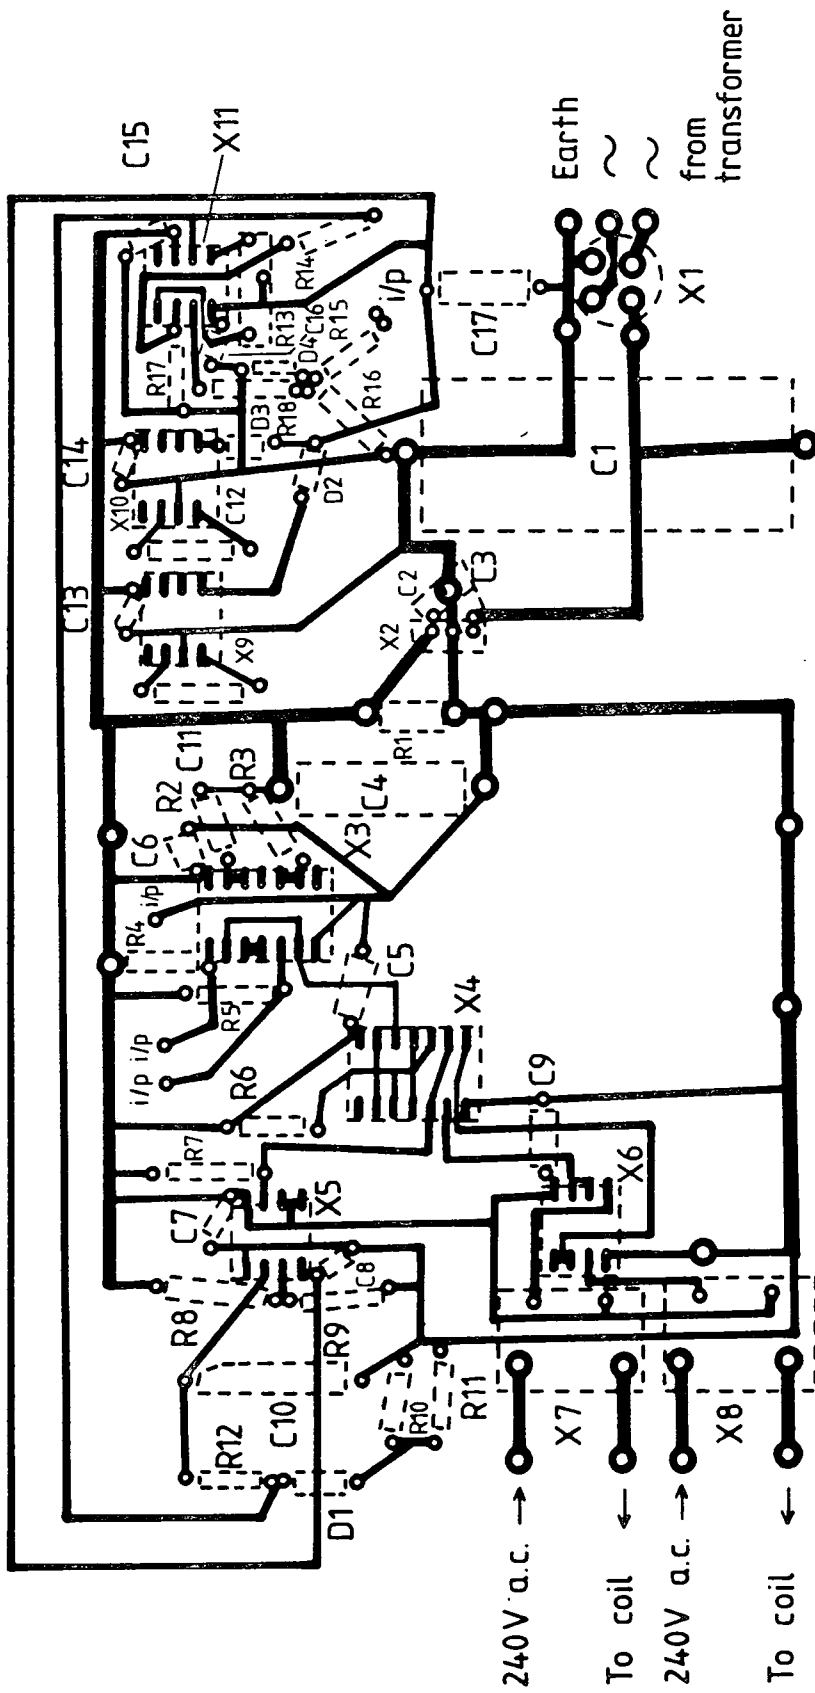 C15
X11
Earth
~
~
from
transformer
R14
R15
i/p
C17
X1
R17
R13
C16
D4
R16
D3
R18
C14
X10
C12
D2
C1
C13
X9
C2
C3
X2
R1
C11
R3
R2
C6
C4
X3
i/p
R4
R5
C5
i/p i/p
R6
X4
C9
R7
X5
X6
C7
C8
R8
R9
R10
R11
C10
R12
D1
X7
X8
240V a.c. →
To coil ←
240V a.c. →
To coil ←